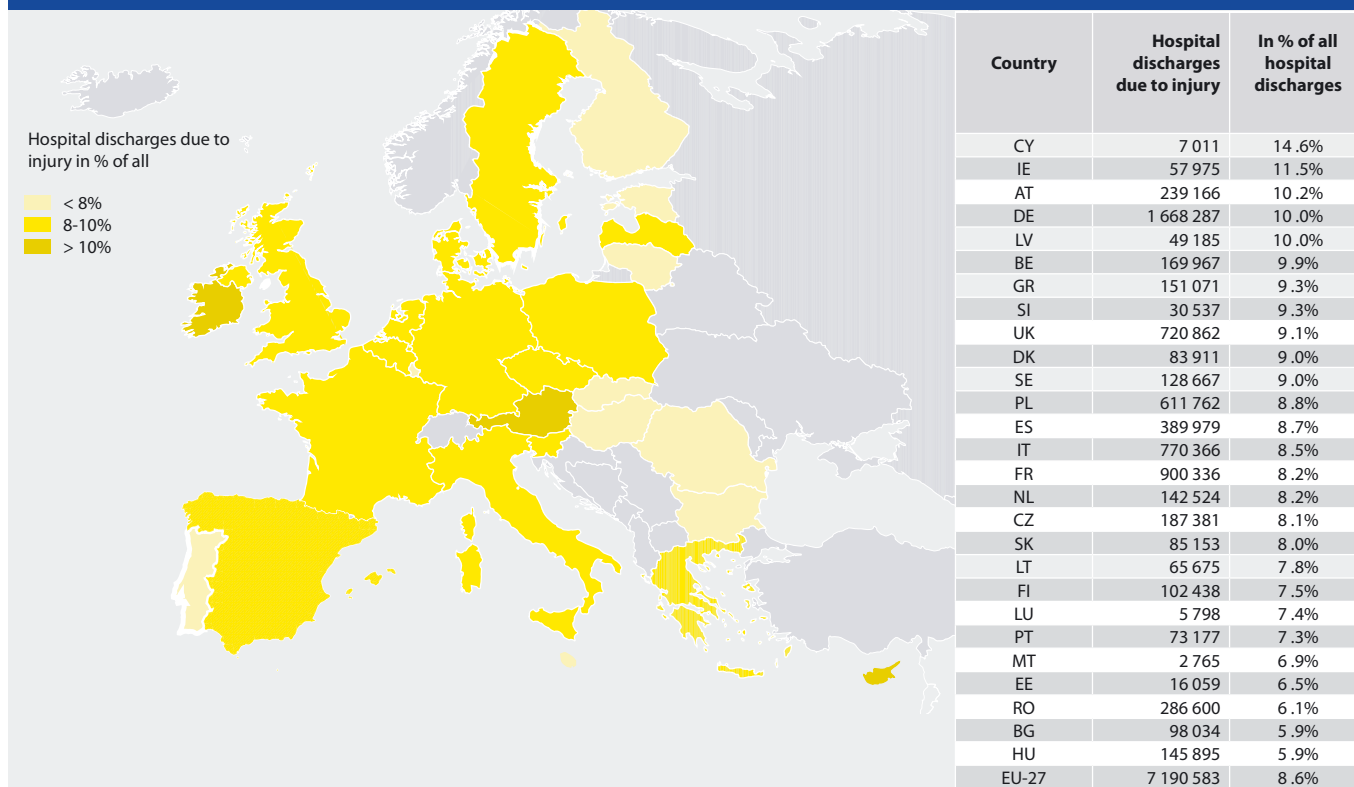 Hospital discharges due to
injury in % of all
< 8%
8-10%
> 10%
Country Hospital discharges due to injury In % of all hospital discharges
CY 7 011 14 .6%
IE 57 975 11 .5%
AT 239 166 10 .2%
DE 1 668 287 10 .0%
LV 49 185 10 .0%
BE 169 967 9 .9%
GR 151 071 9 .3%
SI 30 537 9 .3%
UK 720 862 9 .1%
DK 83 911 9 .0%
SE 128 667 9 .0%
PL 611 762 8 .8%
ES 389 979 8 .7%
IT 770 366 8 .5%
FR 900 336 8 .2%
NL 142 524 8 .2%
CZ 187 381 8 .1%
SK 85 153 8 .0%
LT 65 675 7 .8%
FI 102 438 7 .5%
LU 5 798 7 .4%
PT 73 177 7 .3%
MT 2 765 6 .9%
EE 16 059 6 .5%
RO 286 600 6 .1%
BG 98 034 5 .9%
HU 145 895 5 .9%
EU-27 7 190 583 8 .6%